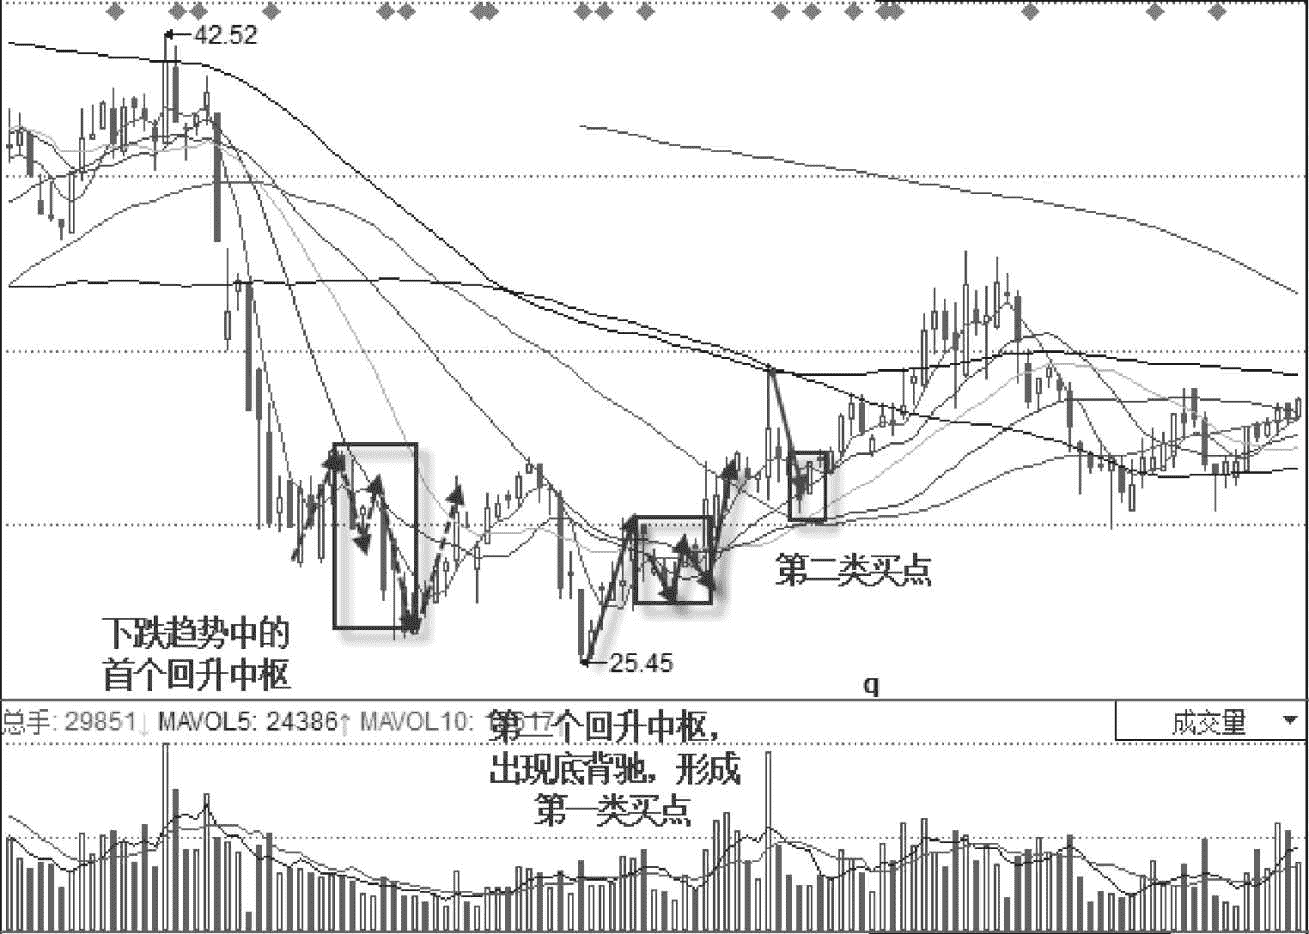 42.52
第二类买点
下跌趋势中的
首个回升中枢
25.45
q
总手: 29851↓ MAVOL5: 24386↑ MAVOL10:
成交量
第二个回升中枢，
出现底背驰，形成
第一类买点